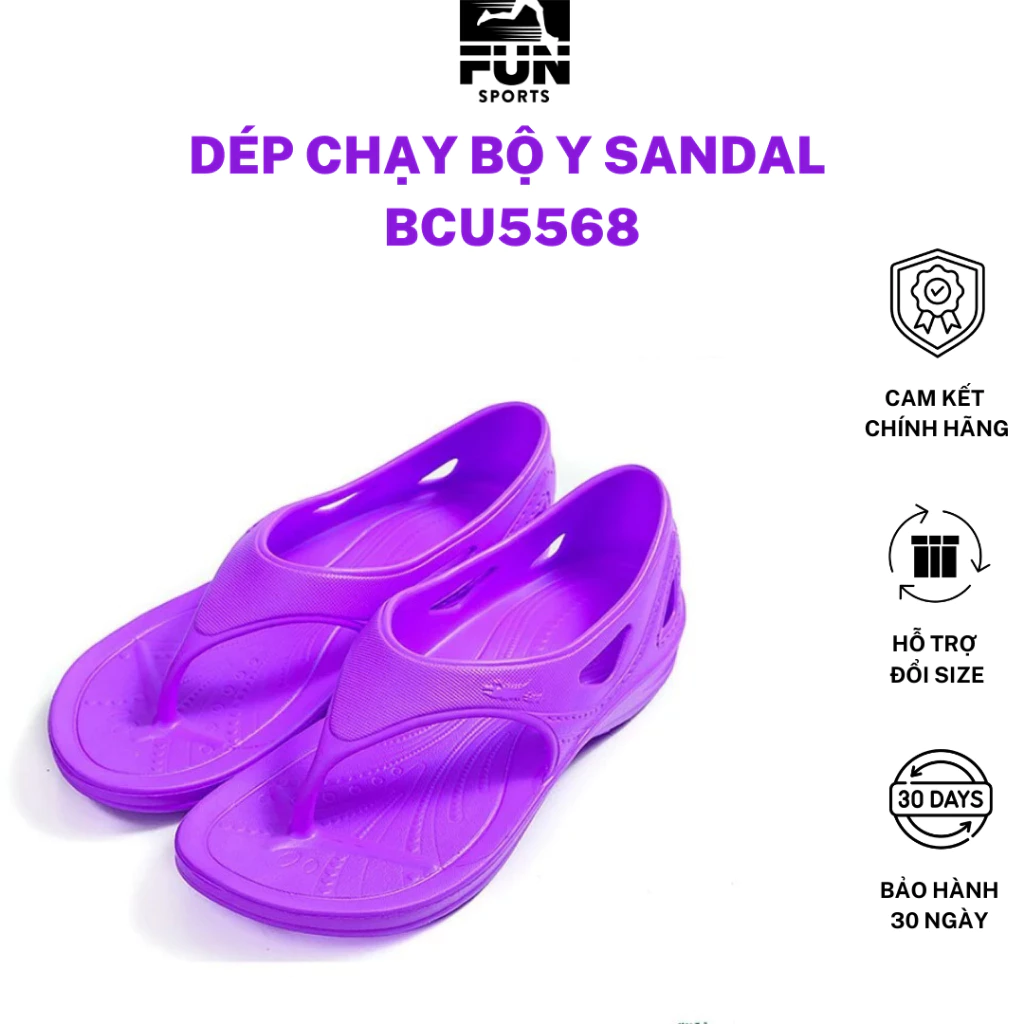 FUN
SPORTS
DÉP CHẠY BỘ Y SANDAL
BCU5568
CAM KẾT
CHÍNH HÃNG
HỖ TRỢ
ĐỔI SIZE
30 DAYS
BẢO HÀNH
30 NGÀY